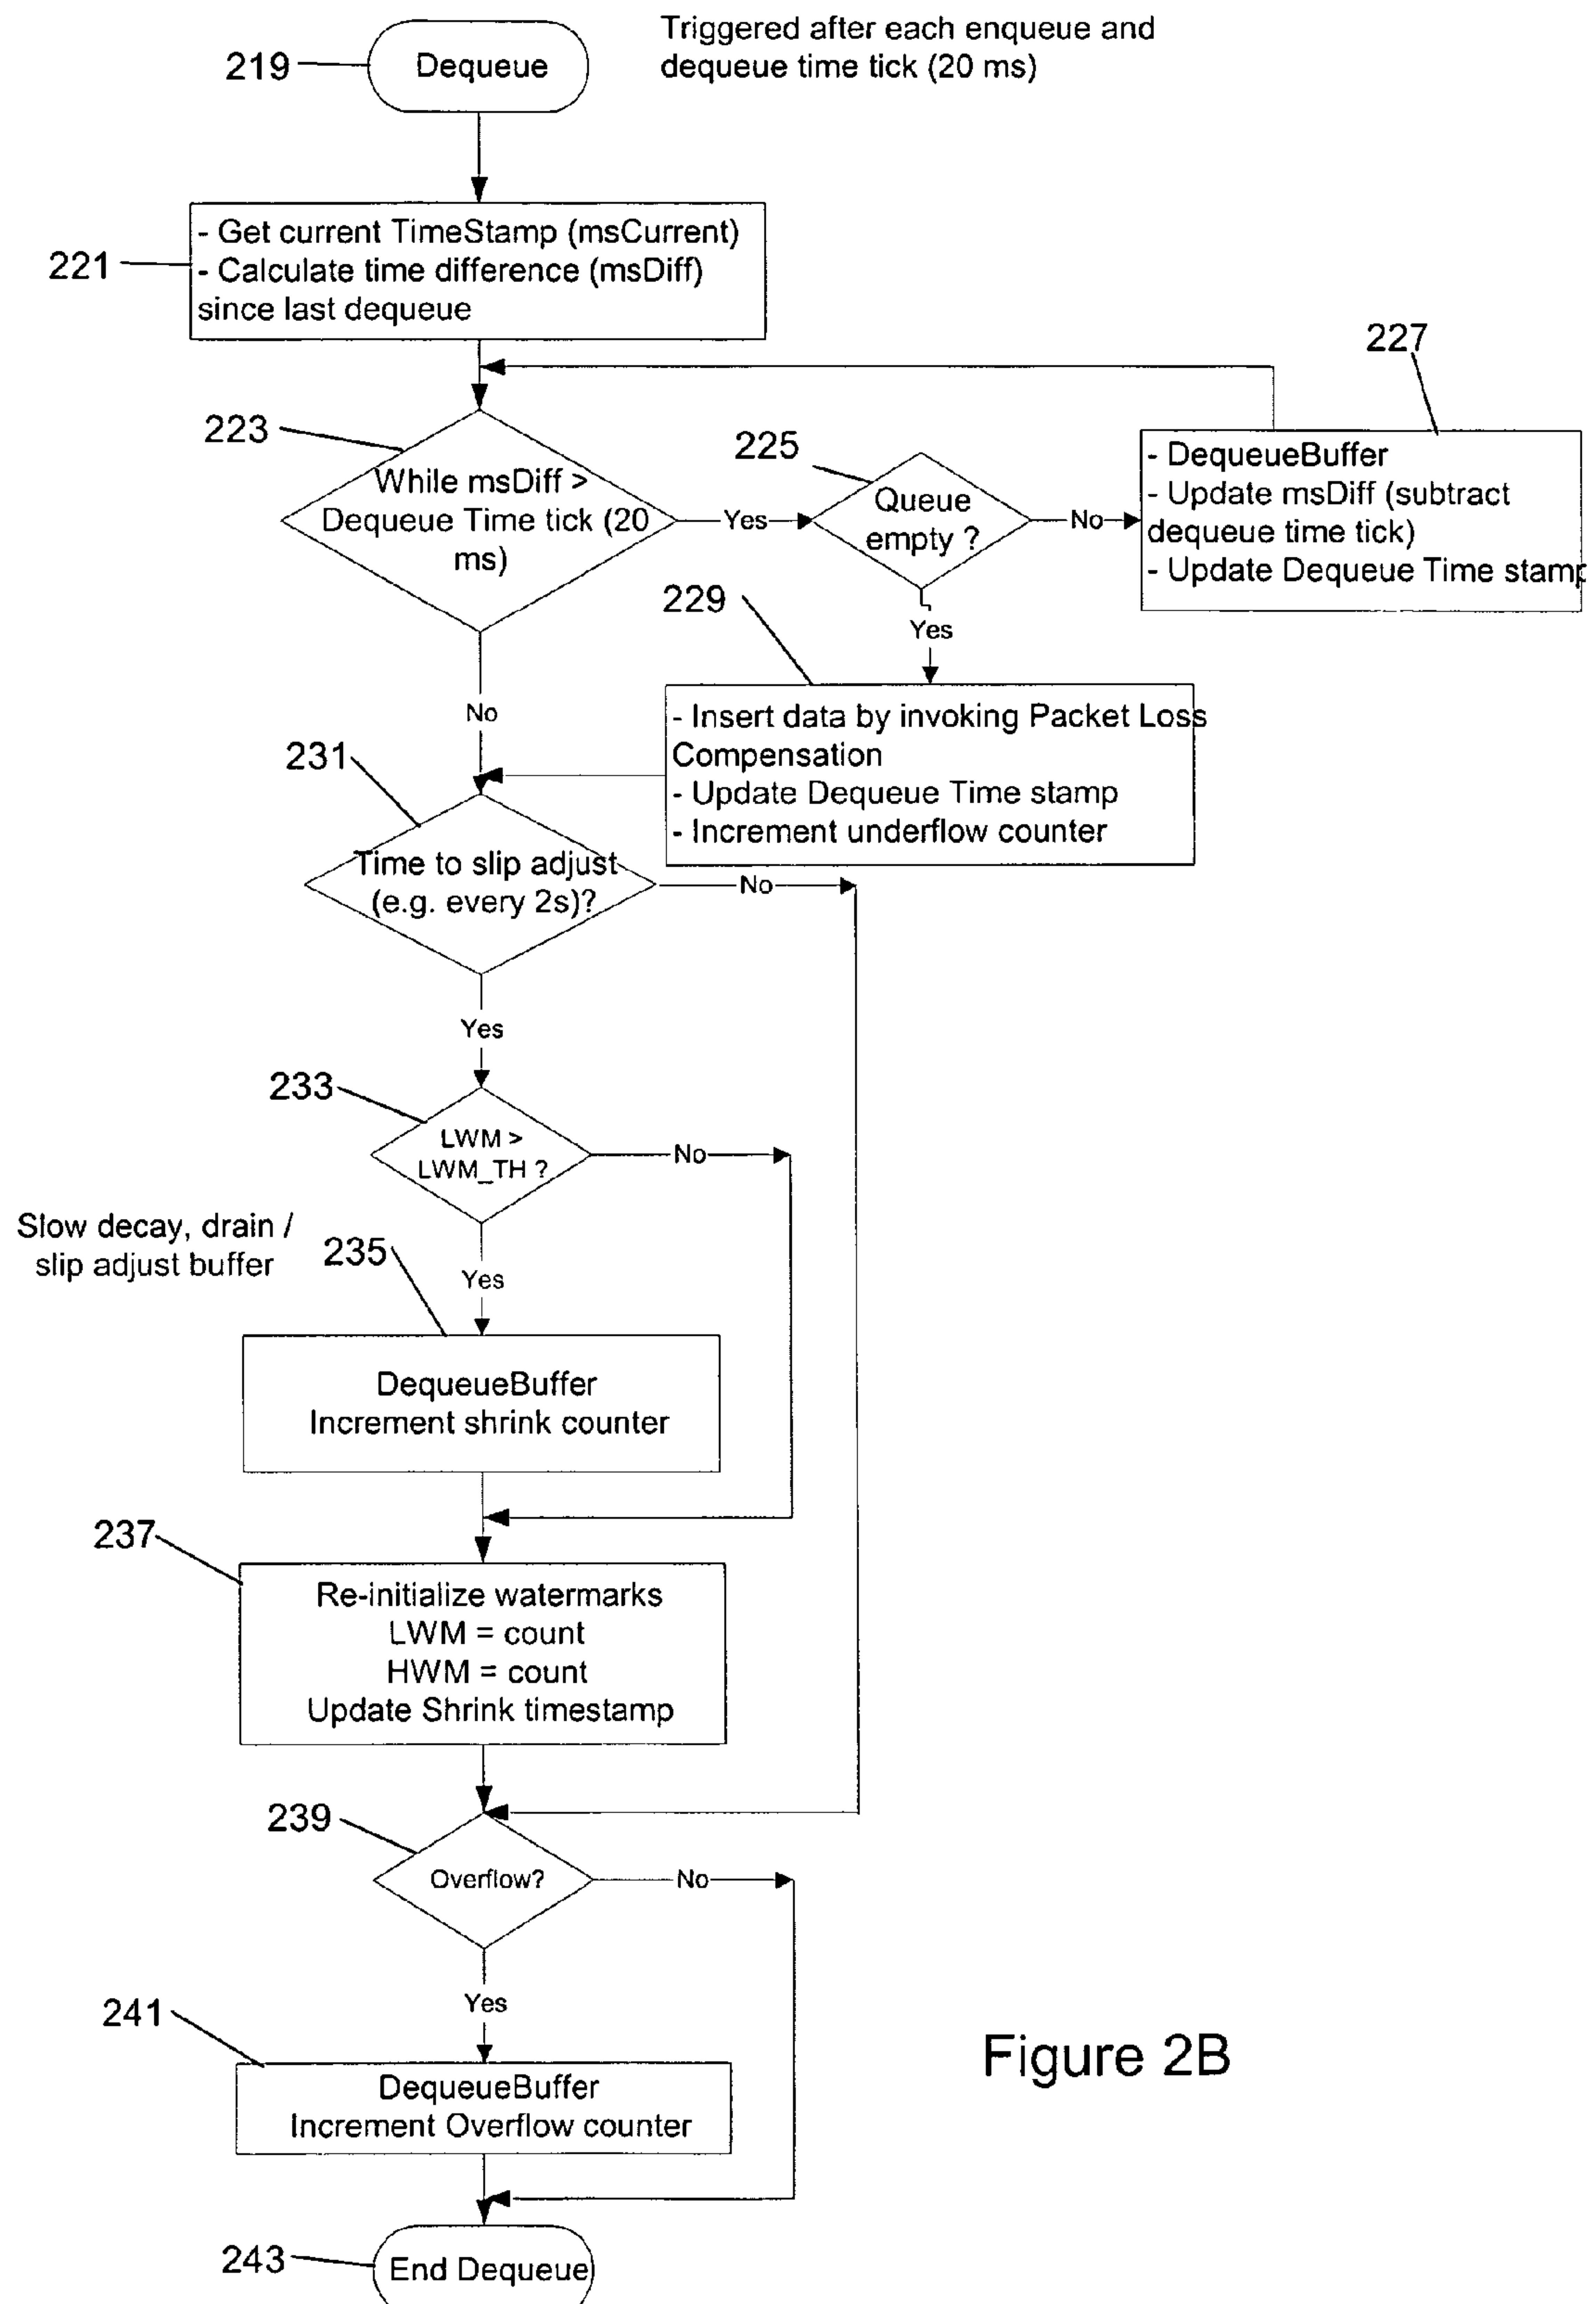 Triggered after each enqueue and
dequeue time tick (20 ms)
219
Dequeue
221
- Get current TimeStamp (msCurrent)
- Calculate time difference (msDiff)
since last dequeue
227
223
While msDiff >
Dequeue Time tick (20
ms)
Yes
225
Queue
empty ?
No
- DequeueBuffer
- Update msDiff (subtract
dequeue time tick)
- Update Dequeue Time stamp
Yes
229
- Insert data by invoking Packet Loss
Compensation
- Update Dequeue Time stamp
- Increment underflow counter
No
231
Time to slip adjust
(e.g. every 2s)?
No
Yes
233
LWM >
LWM_TH ?
No
Slow decay, drain /
slip adjust buffer
235
Yes
DequeueBuffer
Increment shrink counter
237
Re-initialize watermarks
LWM = count
HWM = count
Update Shrink timestamp
239
Overflow?
No
Yes
241
DequeueBuffer
Increment Overflow counter
Figure 2B
243
End Dequeue